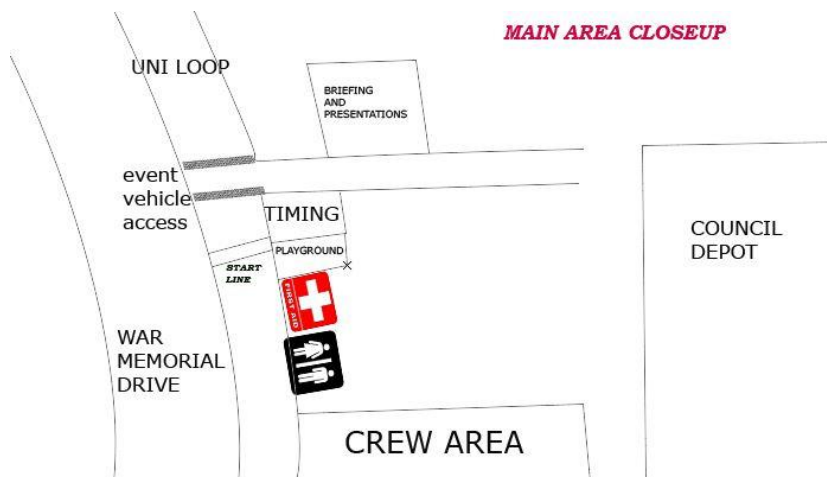 MAIN AREA CLOSEUP
UNI LOOP
BRIEFING
AND
PRESENTATIONS
event
vehicle
access
TIMING
PLAYGROUND
START
LINE
FIRST AID
COUNCIL
DEPOT
WAR
MEMORIAL
DRIVE
CREW AREA